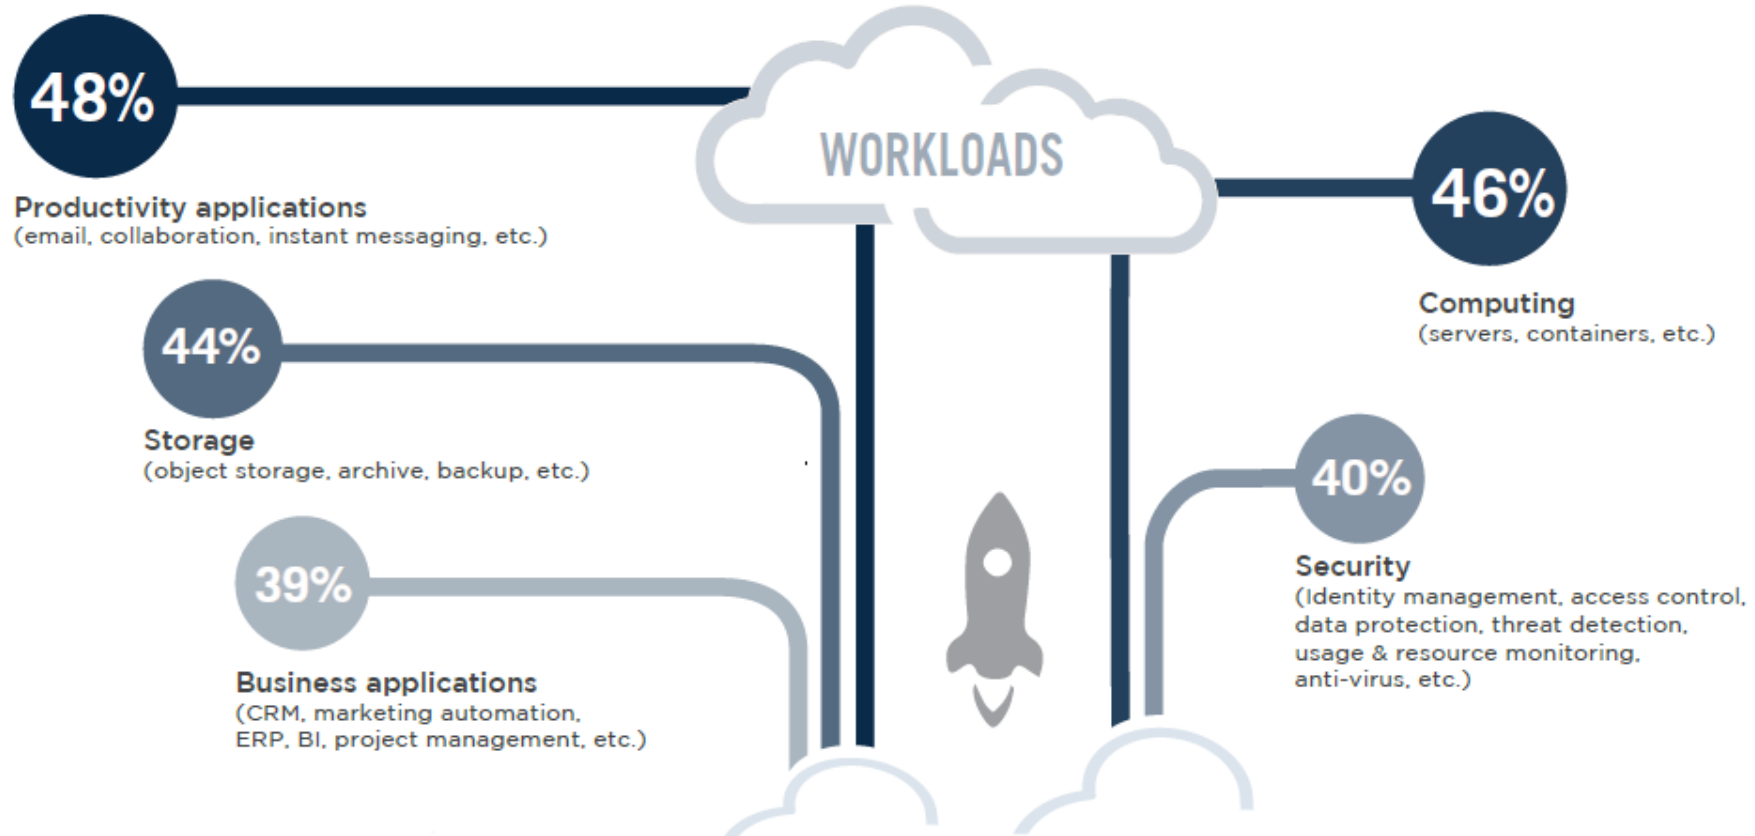 48%
Productivity applications
(email, collaboration, instant messaging, etc.)
WORKLOADS
46%
Computing
(servers, containers, etc.)
44%
Storage
(object storage, archive, backup, etc.)
40%
Security
(Identity management, access control,
data protection, threat detection,
usage & resource monitoring,
anti-virus, etc.)
39%
Business applications
(CRM, marketing automation,
ERP, BI, project management, etc.)